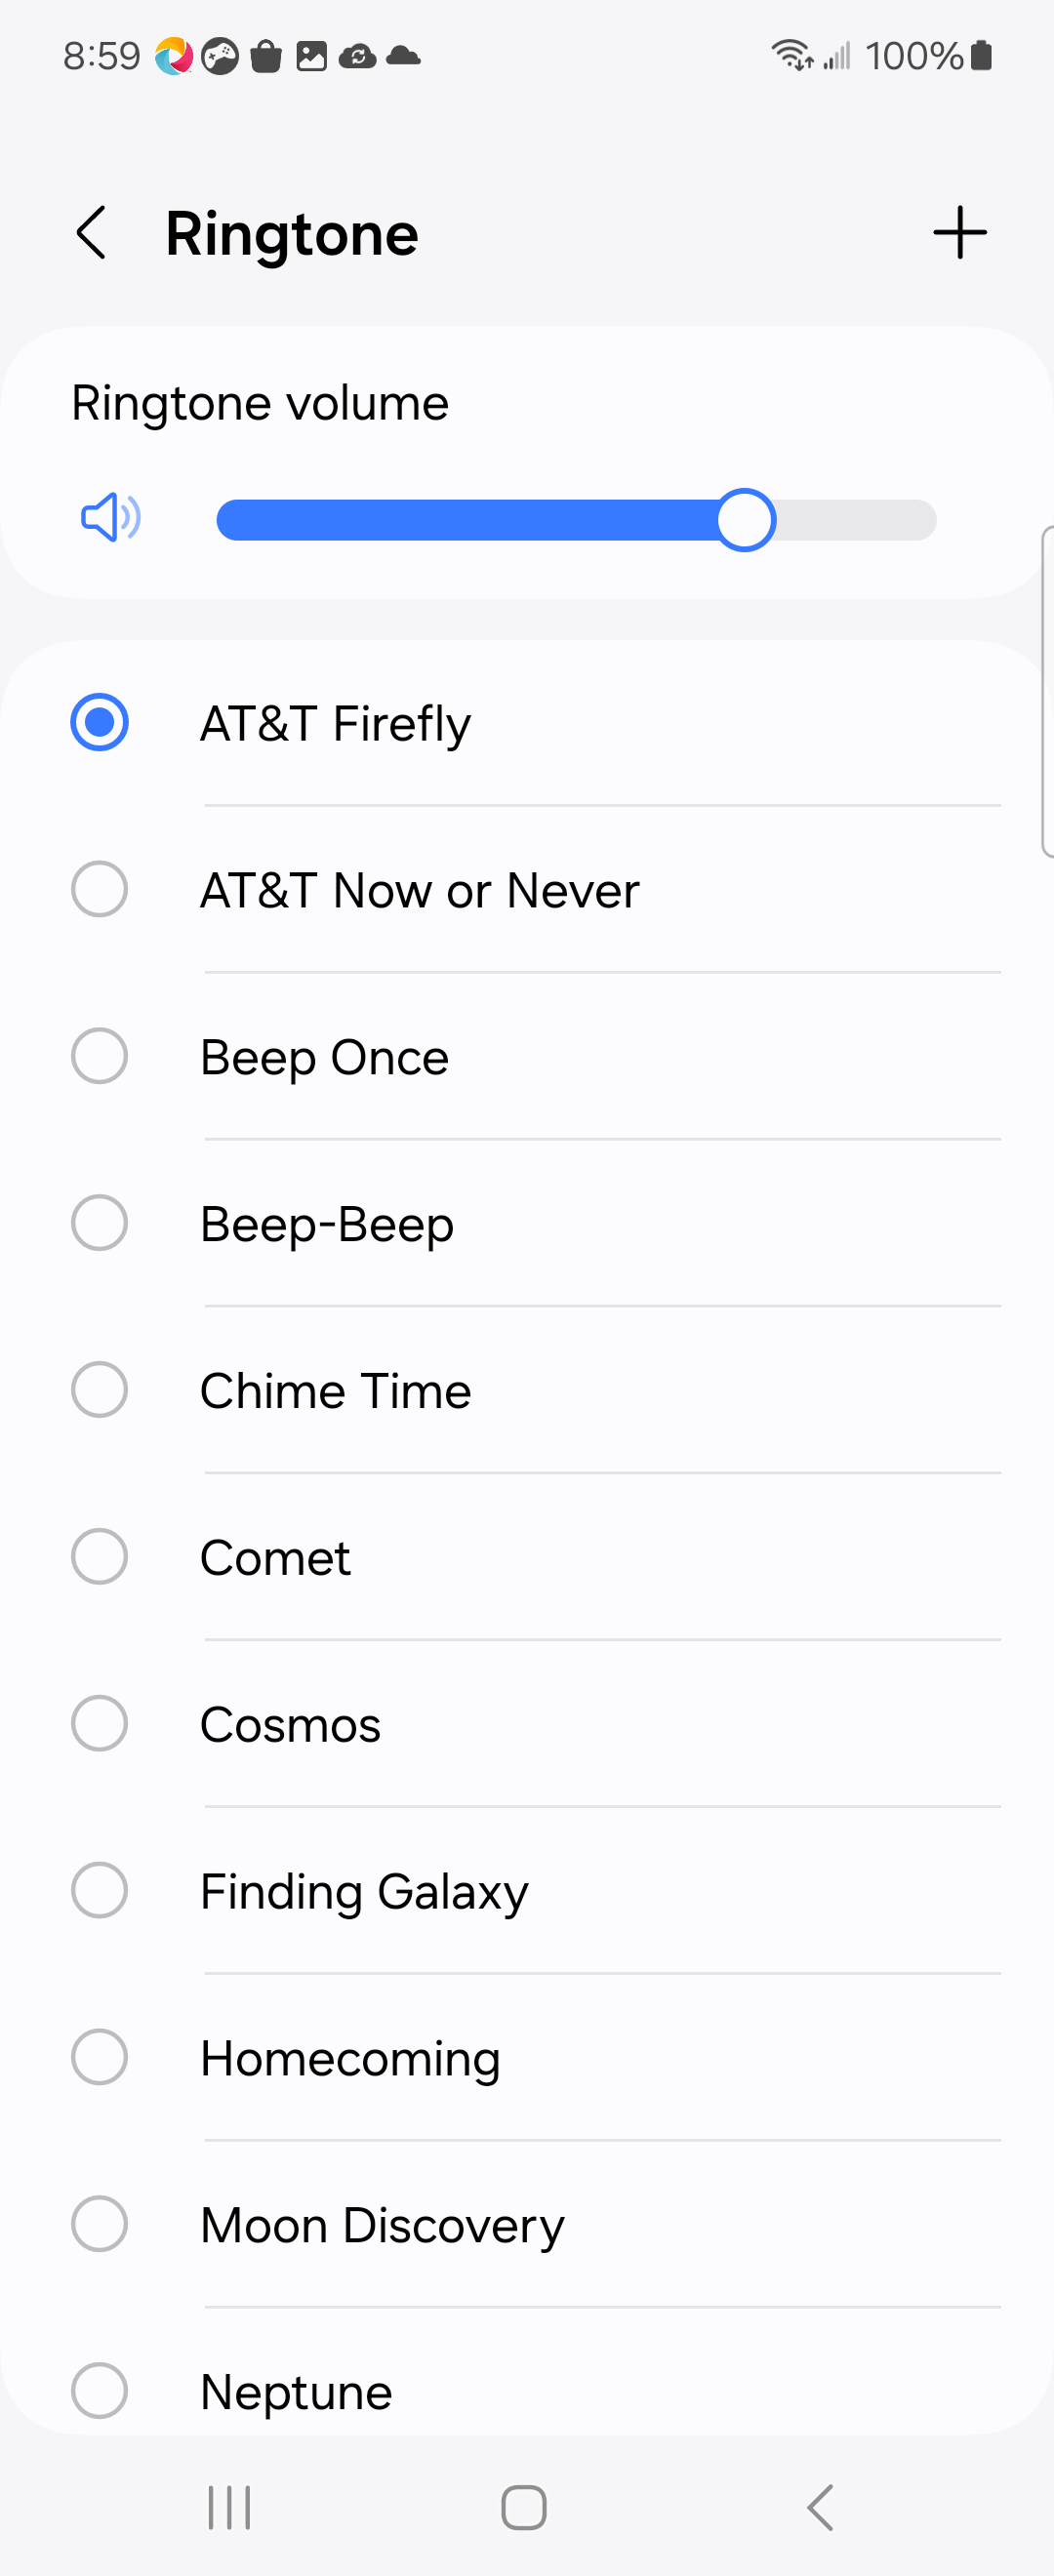 8:59 100%
Ringtone
Ringtone volume
AT&T Firefly
AT&T Now or Never
Beep Once
Beep-Beep
Chime Time
Comet
Cosmos
Finding Galaxy
Homecoming
Moon Discovery
Neptune